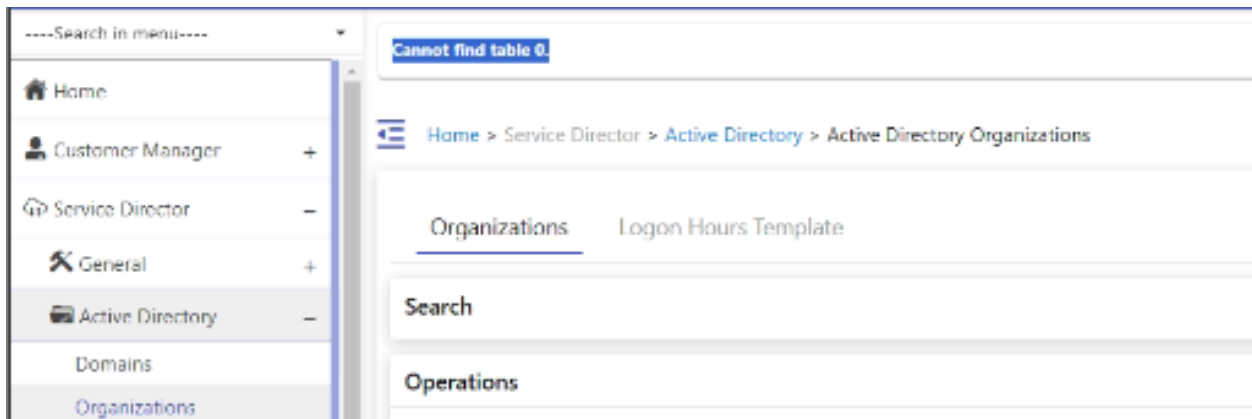 ----Search in menu----
Home
Customer Manager +
Service Director –
General +
Active Directory –
Domains
Organizations
Cannot find table 0.
Home > Service Director > Active Directory > Active Directory Organizations
Organizations Logon Hours Template
Search
Operations